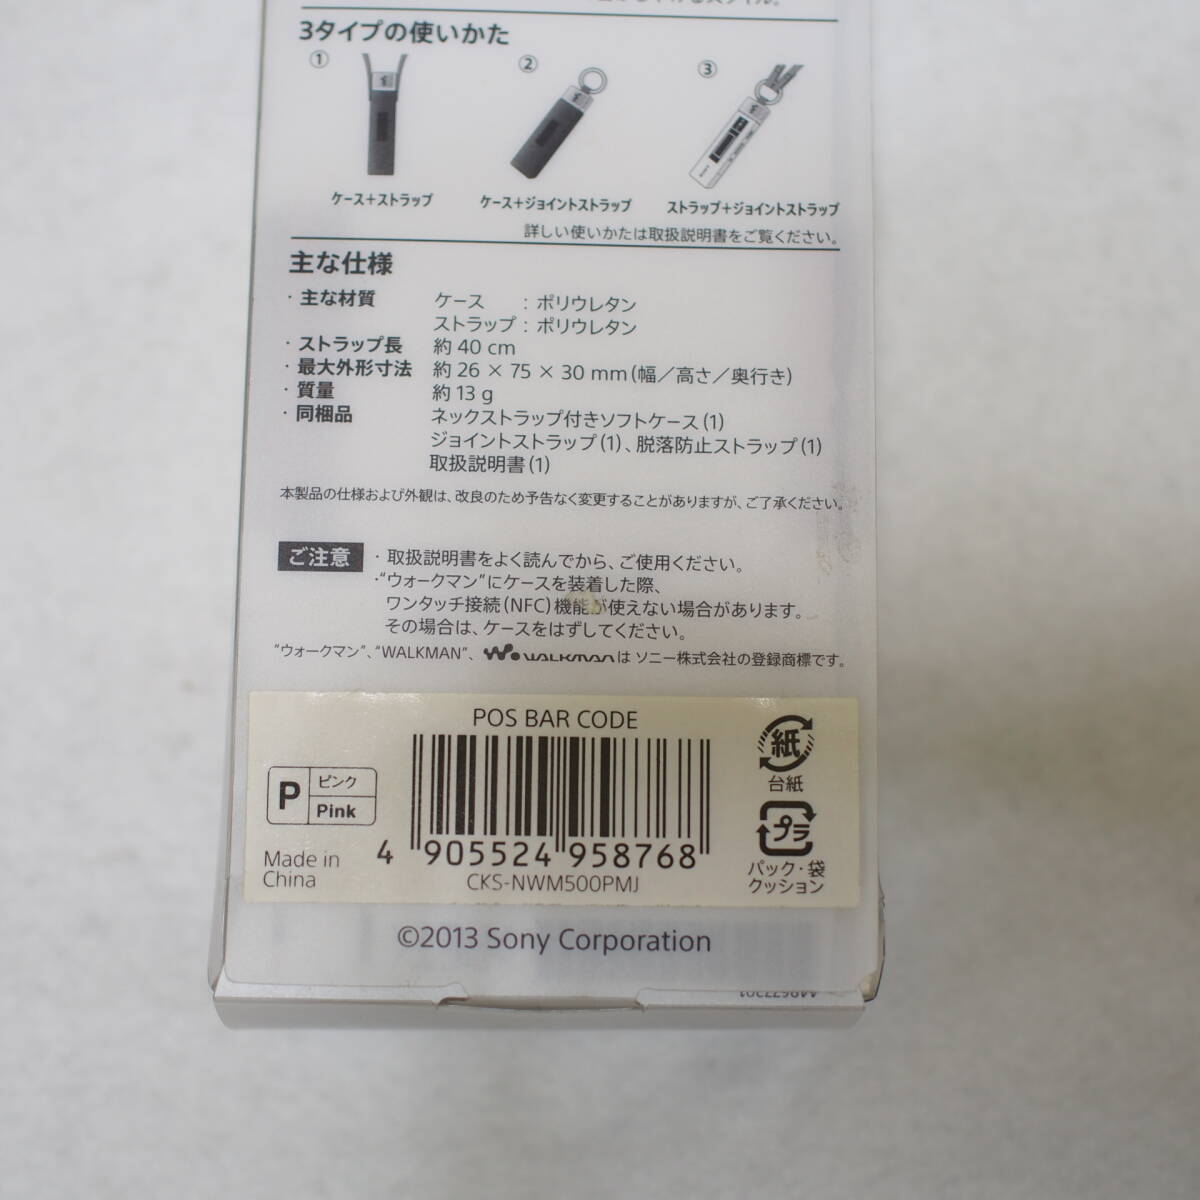 3タイプの使いかた
① ② ③
ケース+ストラップ
ケース+ジョイントストラップ
ストラップ+ジョイントストラップ
詳しい使いかたは取扱説明書をご覧ください。
主な仕様
・主な材質 ケース : ポリウレタン
ストラップ : ポリウレタン
・ストラップ長 約 40 cm
・最大外形寸法 約 26 × 75 × 30 mm (幅/高さ/奥行き)
・質量 約 13 g
・同梱品 ネックストラップ付きソフトケース (1)
ジョイントストラップ (1)、脱落防止ストラップ (1)
取扱説明書 (1)
本製品の仕様および外観は、改良のため予告なく変更することがありますが、ご了承ください。
ご注意 ・取扱説明書をよく読んでから、ご使用ください。
・“ウォークマン”にケースを装着した際、
ワンタッチ接続 (NFC) 機能が使えない場合があります。
その場合は、ケースをはずしてください。
“ウォークマン”、“WALKMAN”、 WALKMAN は ソニー株式会社の登録商標です。
POS BAR CODE
P ピンク
Pink
Made in
China
4 905524 958768
CKS-NWM500PMJ
紙
台紙
プラ
パック・袋
クッション
©2013 Sony Corporation